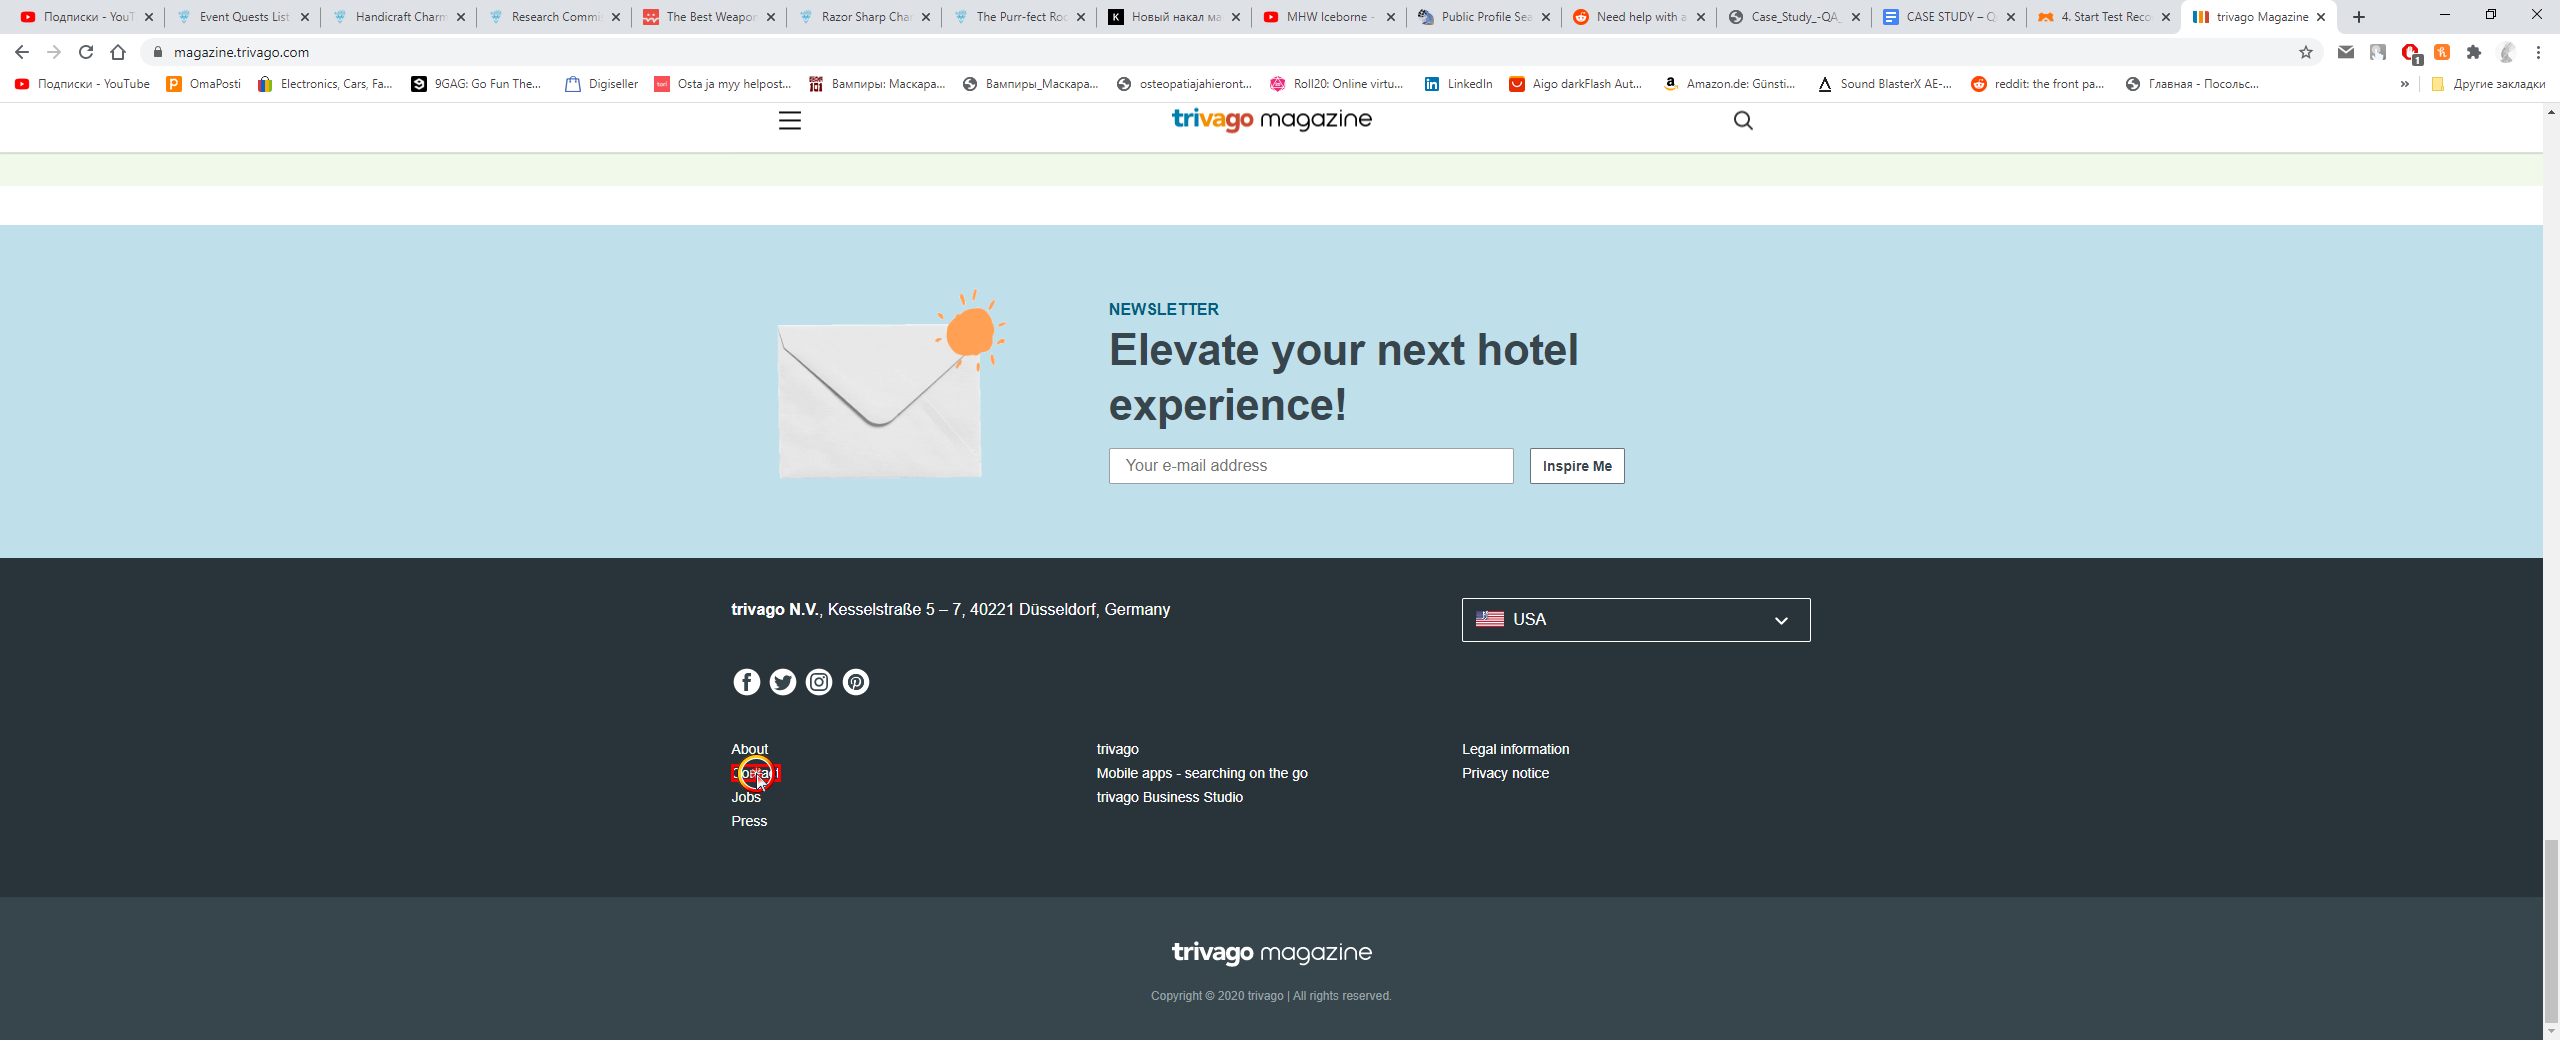 Подписки - YouT
Event Quests List
Handicraft Charm
Research Commis
The Best Weapon
Razor Sharp Char
The Purr-fect Roo
Новый накал ма
MHW Iceborne -
Public Profile Sea
Need help with a
Case_Study_-QA_
CASE STUDY – Q
4. Start Test Reco
trivago Magazine
magazine.trivago.com
Подписки - YouTube
OmaPosti
Electronics, Cars, Fa...
9GAG: Go Fun The...
Digiseller
tori
Osta ja myy helpost...
Вампиры: Маскара...
Вампиры_Маскара...
osteopatiajahieront...
Roll20: Online virtu...
LinkedIn
Aigo darkFlash Aut...
Amazon.de: Günsti...
Sound BlasterX AE-...
reddit: the front pa...
Главная - Посольс...
»
Другие закладки
trivago magazine
NEWSLETTER
Elevate your next hotel
experience!
Your e-mail address
Inspire Me
trivago N.V., Kesselstraße 5 – 7, 40221 Düsseldorf, Germany
USA
About
Jobs
Press
trivago
Mobile apps - searching on the go
trivago Business Studio
Legal information
Privacy notice
trivago magazine
Copyright © 2020 trivago | All rights reserved.